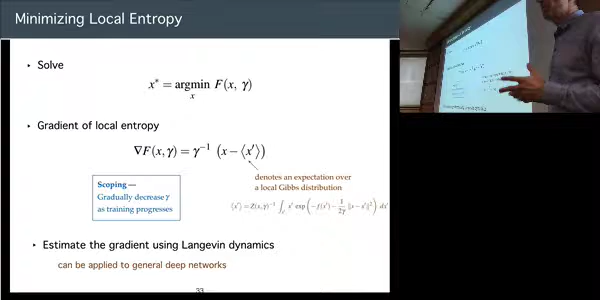 Minimizing Local Entropy
▸ Solve
x* = argmin F(x, γ)
x
▸ Gradient of local entropy
∇F(x, γ) = γ⁻¹ (x − ⟨x′⟩)
denotes an expectation over
a local Gibbs distribution
Scoping —
Gradually decrease γ
as training progresses
⟨x′⟩ = Z(x, γ)⁻¹ ∫ₓ′ x′ exp(−f(x′) − 1/2γ ‖x − x′‖²) dx′
▸ Estimate the gradient using Langevin dynamics
can be applied to general deep networks
33